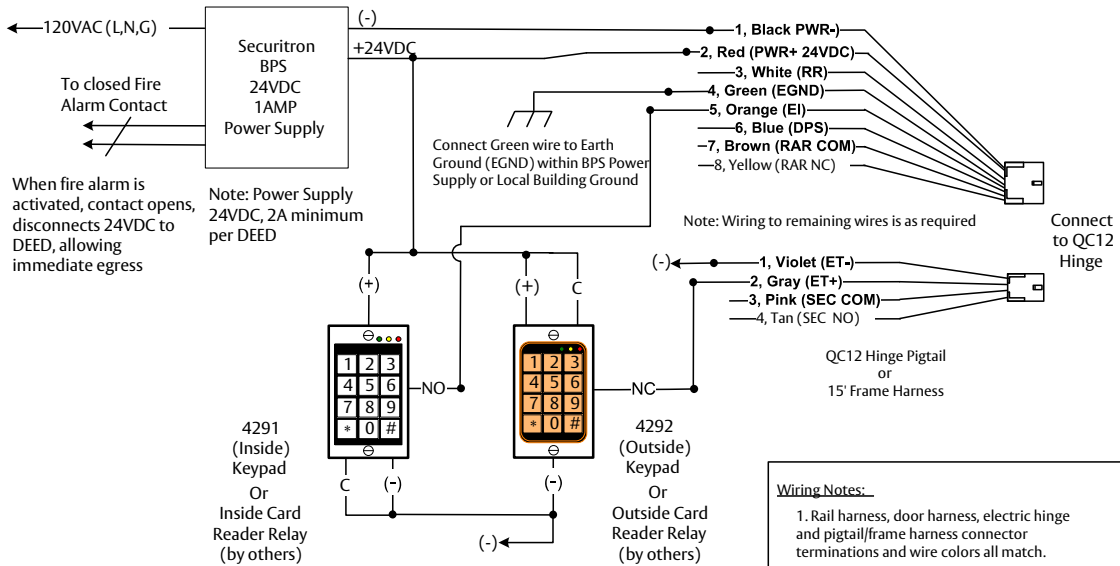 120VAC (L,N,G)
(-)
+24VDC
Securitron
BPS
24VDC
1AMP
Power Supply
To closed Fire
Alarm Contact
When fire alarm is
activated, contact opens,
disconnects 24VDC to
DEED, allowing
immediate egress
Note: Power Supply
24VDC, 2A minimum
per DEED
Connect Green wire to Earth
Ground (EGND) within BPS Power
Supply or Local Building Ground
1, Black PWR-)
2, Red (PWR+ 24VDC)
3, White (RR)
4, Green (EGND)
5, Orange (EI)
6, Blue (DPS)
7, Brown (RAR COM)
8, Yellow (RAR NC)
Note: Wiring to remaining wires is as required
Connect
to QC12
Hinge
(-)
1, Violet (ET-)
2, Gray (ET+)
3, Pink (SEC COM)
4, Tan (SEC NO)
QC12 Hinge Pigtail
or
15' Frame Harness
(+)
(+)
C
1 2 3
4 5 6
7 8 9
* 0 #
NO
1 2 3
4 5 6
7 8 9
* 0 #
NC
4291
(Inside)
Keypad
Or
Inside Card
Reader Relay
(by others)
C
(-)
(-)
(-)
4292
(Outside)
Keypad
Or
Outside Card
Reader Relay
(by others)
Wiring Notes:
1. Rail harness, door harness, electric hinge
and pigtail/frame harness connector
terminations and wire colors all match.